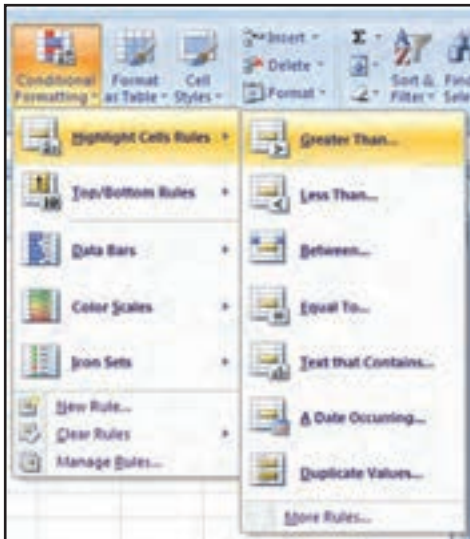 Conditional Formatting
Format as Table
Cell Styles
Insert
Delete
Format
Σ
Sort & Filter
Highlight Cells Rules
Top/Bottom Rules
Data Bars
Color Scales
Icon Sets
New Rule...
Clear Rules
Manage Rules...
Greater Than...
Less Than...
Between...
Equal To...
Text that Contains...
A Date Occurring...
Duplicate Values...
More Rules...